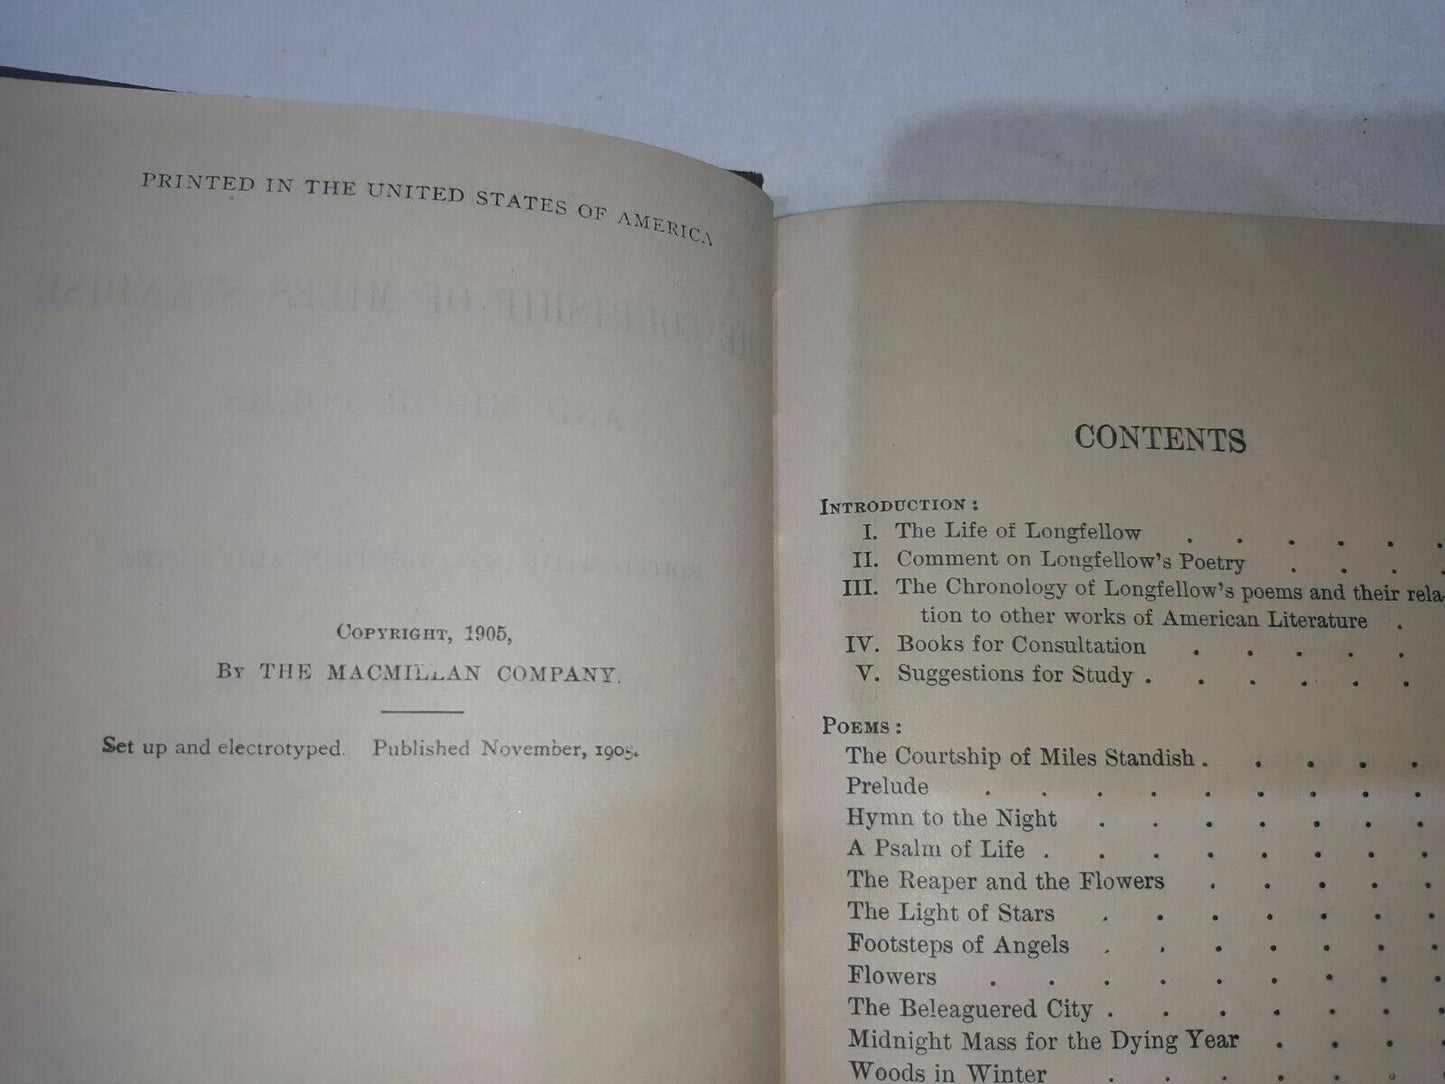 PRINTED IN THE UNITED STATES OF AMERICA
COPYRIGHT, 1905,
BY THE MACMILLAN COMPANY.
Set up and electrotyped. Published November, 1905.
CONTENTS
INTRODUCTION:
I. The Life of Longfellow . . . . . .
II. Comment on Longfellow's Poetry . . . .
III. The Chronology of Longfellow's poems and their rela-
tion to other works of American Literature .
IV. Books for Consultation . . . . .
V. Suggestions for Study . . . . . .
POEMS:
The Courtship of Miles Standish . . . . .
Prelude . . . . . . . . .
Hymn to the Night . . . . . . .
A Psalm of Life . . . . . . . .
The Reaper and the Flowers . . . . .
The Light of Stars . . . . . . .
Footsteps of Angels . . . . . . .
Flowers . . . . . . . . .
The Beleaguered City . . . . . . .
Midnight Mass for the Dying Year . . . .
Woods in Winter . . . . . .